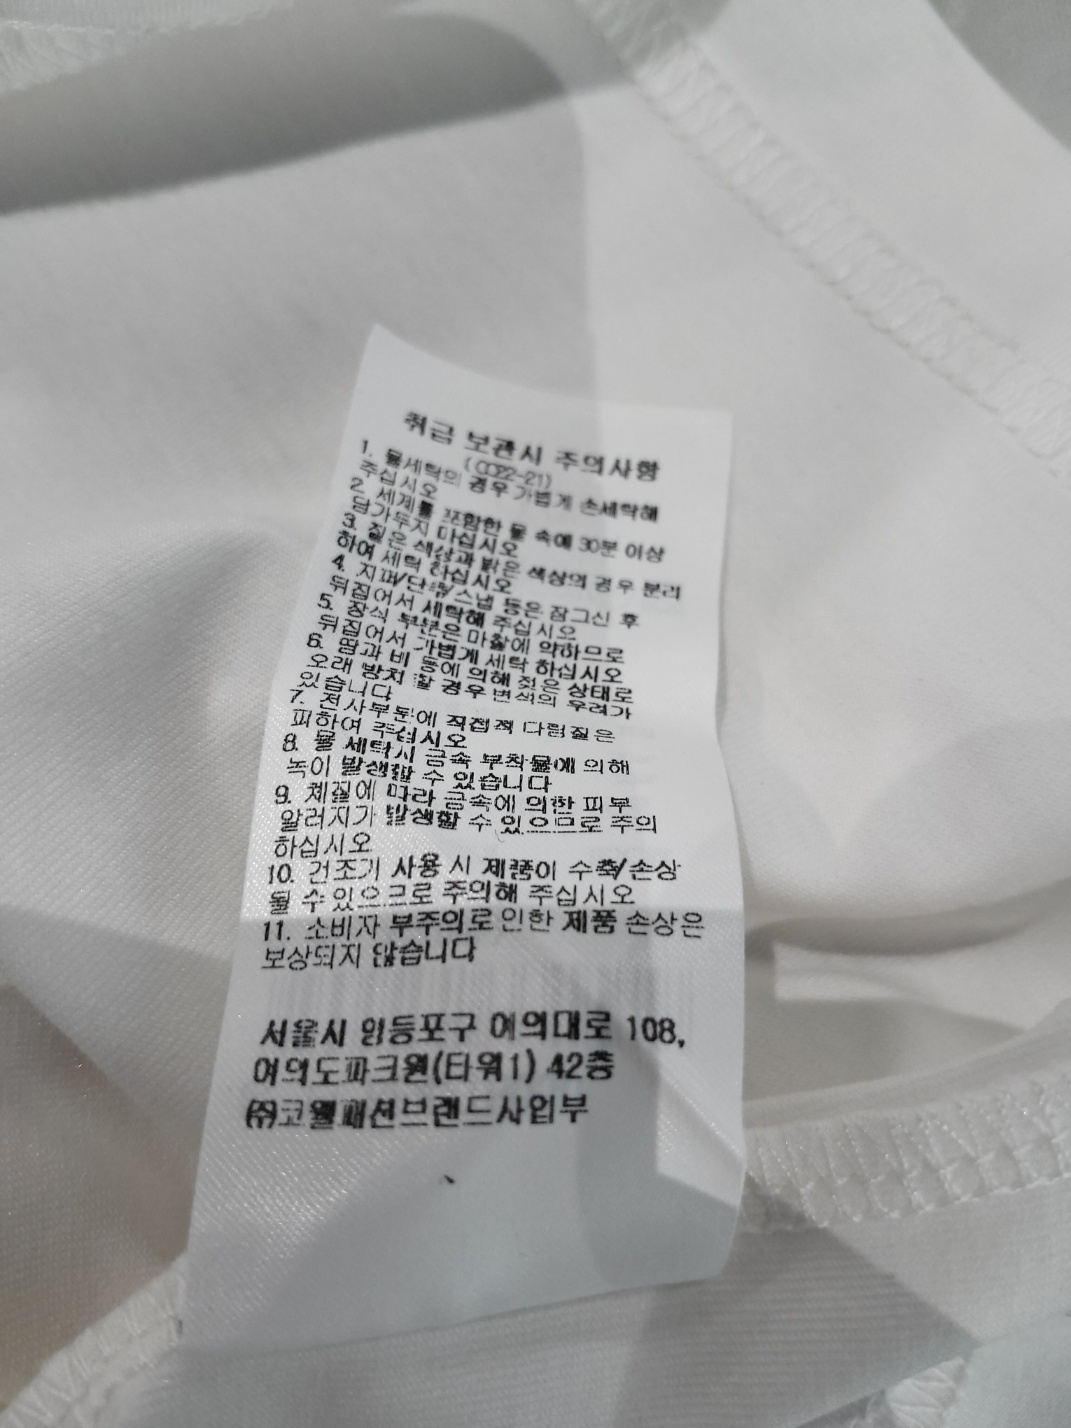 취급 보관시 주의사항
(CC22-21)
1. 물세탁의 경우 가볍게 손세탁해
주십시오
2. 세제를 포함한 물 속에 30분 이상
담가두지 마십시오
3. 짙은 색상과 밝은 색상의 경우 분리
하여 세탁 하십시오
4. 지퍼/단추/스냅 등은 잠그신 후
뒤집어서 세탁해 주십시오
5. 장식 부분은 마찰에 약하므로
뒤집어서 가볍게 세탁 하십시오
6. 땀과 비 등에 의해 젖은 상태로
오래 방치 할 경우 변색의 우려가
있습니다
7. 전사부분에 직접적 다림질은
피하여 주십시오
8. 물 세탁시 금속 부착물에 의해
녹이 발생할 수 있습니다
9. 체질에 따라 금속에 의한 피부
알러지가 발생할 수 있으므로 주의
하십시오
10. 건조기 사용 시 제품이 수축/손상
될 수 있으므로 주의해 주십시오
11. 소비자 부주의로 인한 제품 손상은
보상되지 않습니다
서울시 영등포구 여의대로 108,
여의도파크원(타워1) 42층
㈜코웰패션브랜드사업부